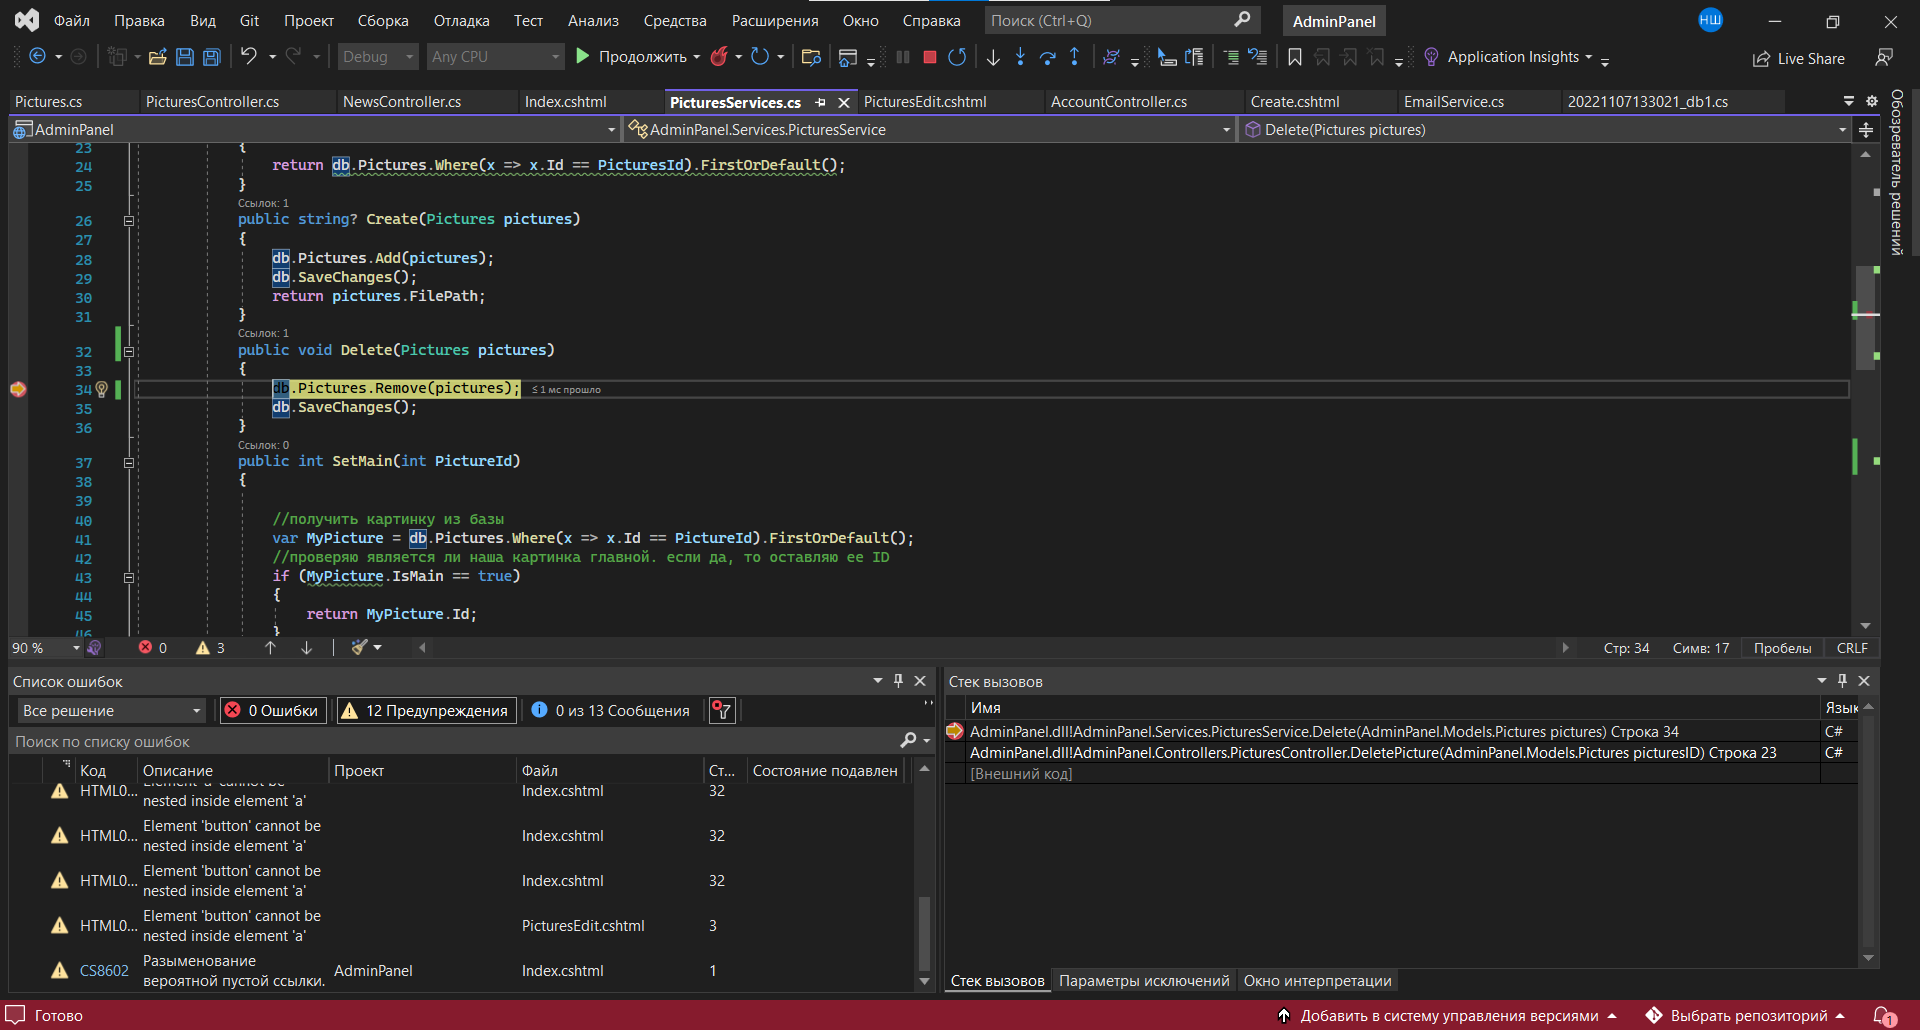 Файл Правка Вид Git Проект Сборка Отладка Тест Анализ Средства Расширения Окно Справка Поиск (Ctrl+Q) AdminPanel НШ
Debug Any CPU Продолжить Application Insights Live Share
Pictures.cs PicturesController.cs NewsController.cs Index.cshtml PicturesServices.cs PicturesEdit.cshtml AccountController.cs Create.cshtml EmailService.cs 20221107133021_db1.cs
AdminPanel AdminPanel.Services.PicturesService Delete(Pictures pictures)
Обозреватель решений
23 {
24 return db.Pictures.Where(x => x.Id == PicturesId).FirstOrDefault();
25 }
Ссылок: 1
26 public string? Create(Pictures pictures)
27 {
28 db.Pictures.Add(pictures);
29 db.SaveChanges();
30 return pictures.FilePath;
31 }
Ссылок: 1
32 public void Delete(Pictures pictures)
33 {
34 db.Pictures.Remove(pictures); ≤ 1 мс прошло
35 db.SaveChanges();
36 }
Ссылок: 0
37 public int SetMain(int PictureId)
38 {
39
40 //получить картинку из базы
41 var MyPicture = db.Pictures.Where(x => x.Id == PictureId).FirstOrDefault();
42 //проверяю является ли наша картинка главной. если да, то оставляю ее ID
43 if (MyPicture.IsMain == true)
44 {
45 return MyPicture.Id;
46 }
90 % 0 3 Стр: 34 Симв: 17 Пробелы CRLF
Список ошибок
Все решение 0 Ошибки 12 Предупреждения 0 из 13 Сообщения
Поиск по списку ошибок
Код Описание Проект Файл Ст... Состояние подавлен
HTML0... Element 'a' cannot be nested inside element 'a' Index.cshtml 32
HTML0... Element 'button' cannot be nested inside element 'a' Index.cshtml 32
HTML0... Element 'button' cannot be nested inside element 'a' Index.cshtml 32
HTML0... Element 'button' cannot be nested inside element 'a' PicturesEdit.cshtml 3
CS8602 Разыменование вероятной пустой ссылки. AdminPanel Index.cshtml 1
Стек вызовов
Имя Язык
AdminPanel.dll!AdminPanel.Services.PicturesService.Delete(AdminPanel.Models.Pictures pictures) Строка 34 C#
AdminPanel.dll!AdminPanel.Controllers.PicturesController.DeletePicture(AdminPanel.Models.Pictures picturesID) Строка 23 C#
[Внешний код]
Стек вызовов Параметры исключений Окно интерпретации
Готово Добавить в систему управления версиями Выбрать репозиторий 1